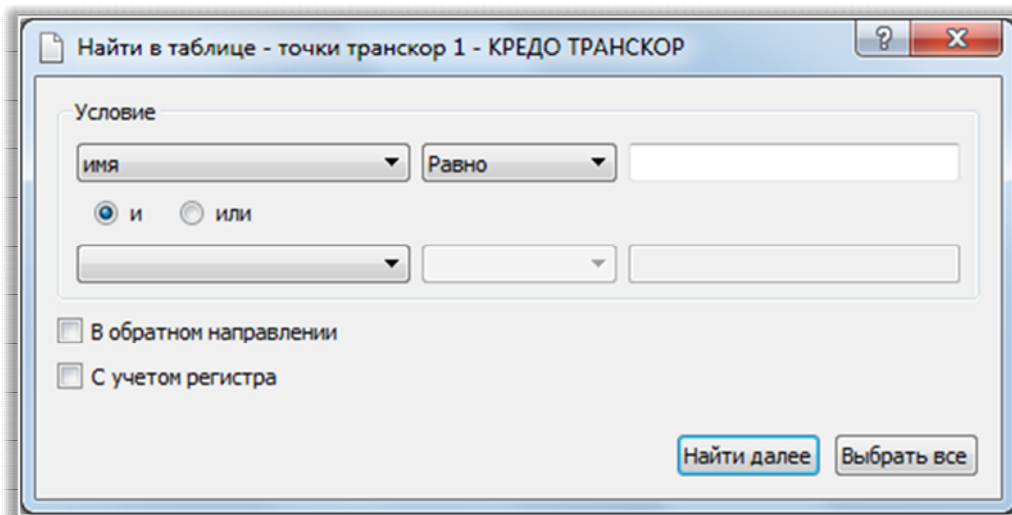 Найти в таблице - точки транскор 1 - КРЕДО ТРАНСКОР
?
Условие
имя Равно
и или
В обратном направлении
С учетом регистра
Найти далее Выбрать все